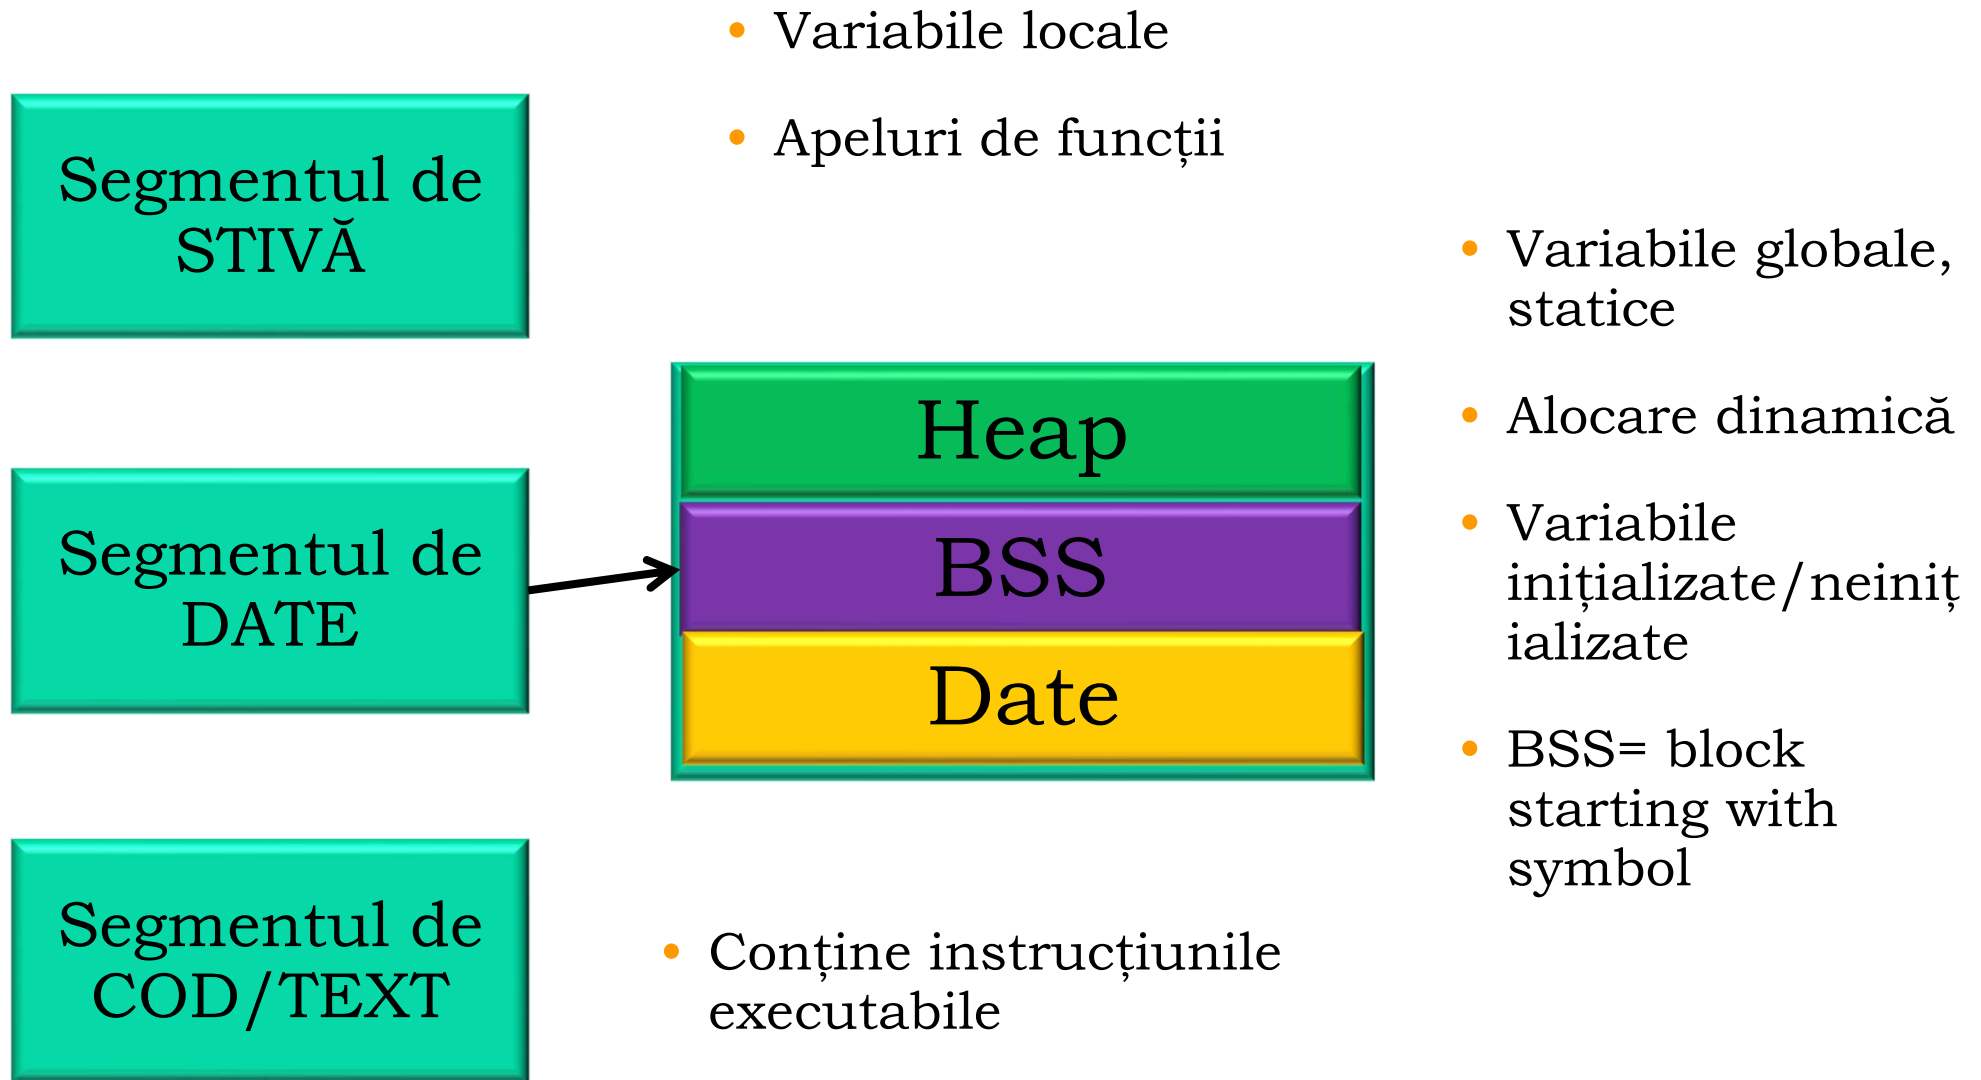 • Variabile locale
• Apeluri de funcții
Segmentul de
STIVĂ
• Variabile globale,
statice
• Alocare dinamică
• Variabile
inițializate/neiniț
ializate
• BSS= block
starting with
symbol
Heap
BSS
Date
Segmentul de
DATE
Segmentul de
COD/TEXT
• Conține instrucțiunile
executabile